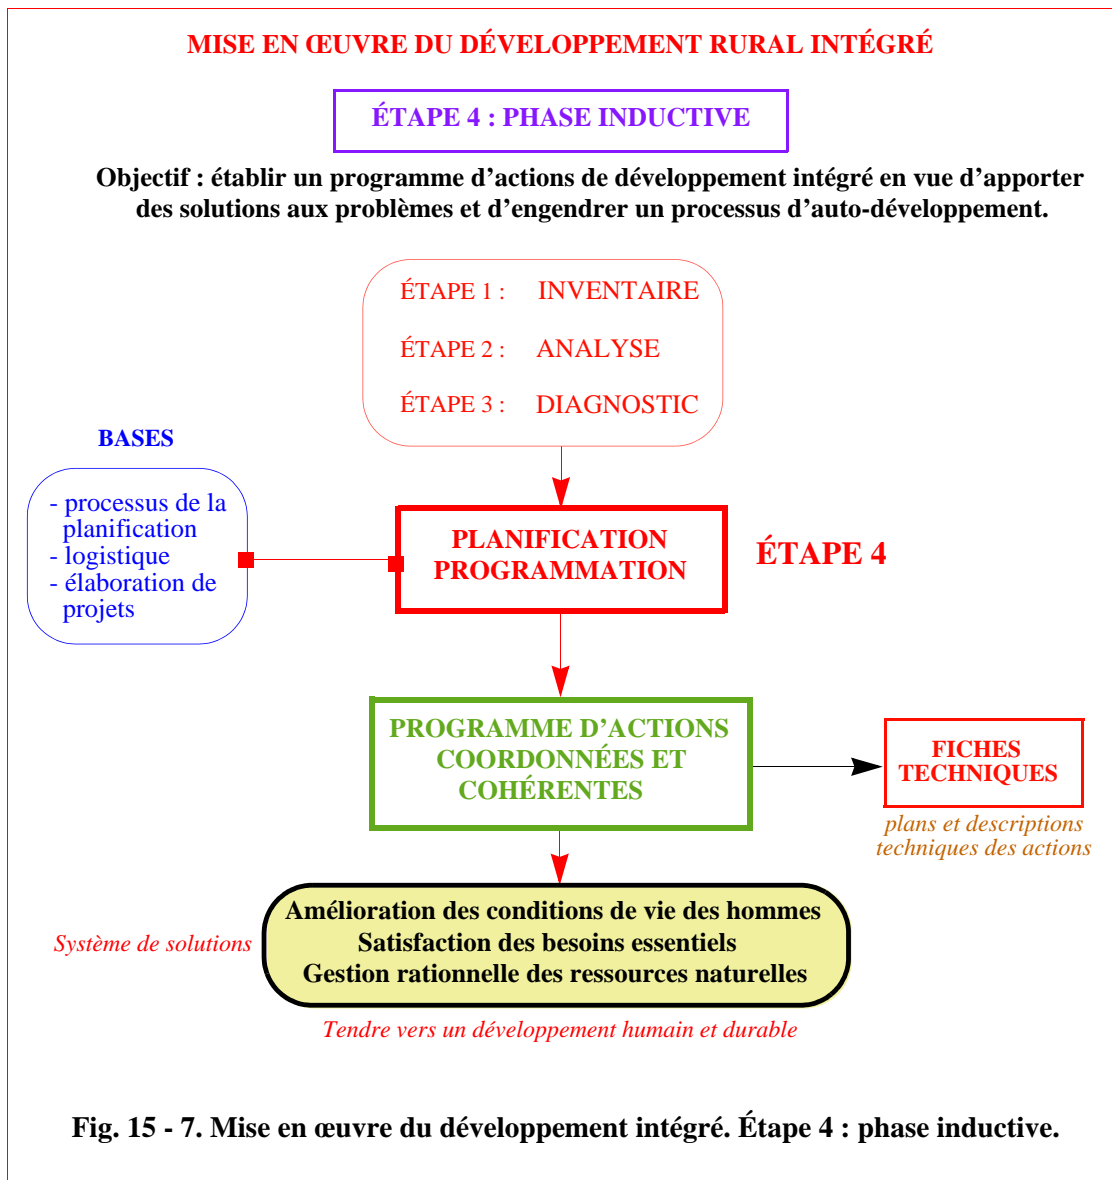 MISE EN ŒUVRE DU DÉVELOPPEMENT RURAL INTÉGRÉ
ÉTAPE 4 : PHASE INDUCTIVE
Objectif : établir un programme d’actions de développement intégré en vue d’apporter
des solutions aux problèmes et d’engendrer un processus d’auto-développement.
ÉTAPE 1 : INVENTAIRE
ÉTAPE 2 : ANALYSE
ÉTAPE 3 : DIAGNOSTIC
BASES
- processus de la
planification
- logistique
- élaboration de
projets
PLANIFICATION
PROGRAMMATION
ÉTAPE 4
PROGRAMME D’ACTIONS
COORDONNÉES ET
COHÉRENTES
FICHES
TECHNIQUES
plans et descriptions
techniques des actions
Système de solutions
Amélioration des conditions de vie des hommes
Satisfaction des besoins essentiels
Gestion rationnelle des ressources naturelles
Tendre vers un développement humain et durable
Fig. 15 - 7. Mise en œuvre du développement intégré. Étape 4 : phase inductive.